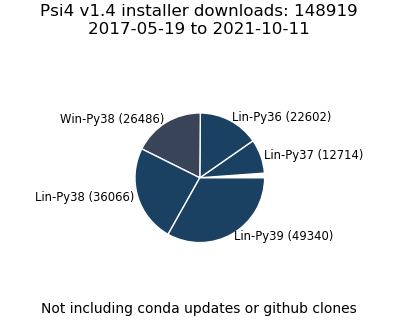 Psi4 v1.4 installer downloads: 148919
2017-05-19 to 2021-10-11
Win-Py38 (26486)
Lin-Py36 (22602)
Lin-Py37 (12714)
Lin-Py38 (36066)
Lin-Py39 (49340)
Not including conda updates or github clones